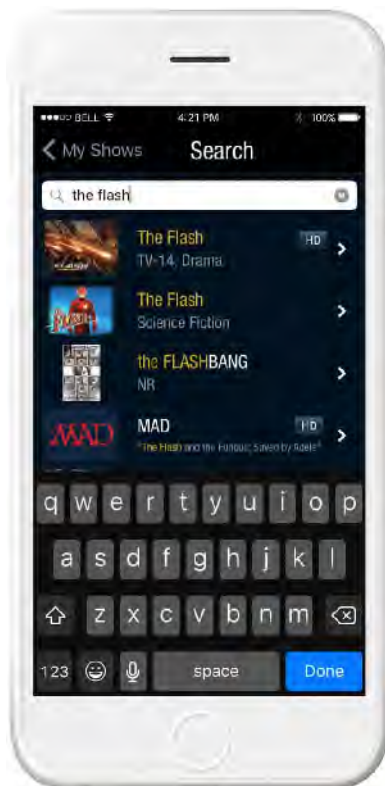 BELL 4:21 PM 100%
My Shows Search
the flash
The Flash HD
TV-14, Drama
The Flash
Science Fiction
the FLASHBANG
NR
MAD MAD HD
"The Flash and the Furious; Saved by Adele"
q w e r t y u i o p
a s d f g h j k l
z x c v b n m
123 space Done